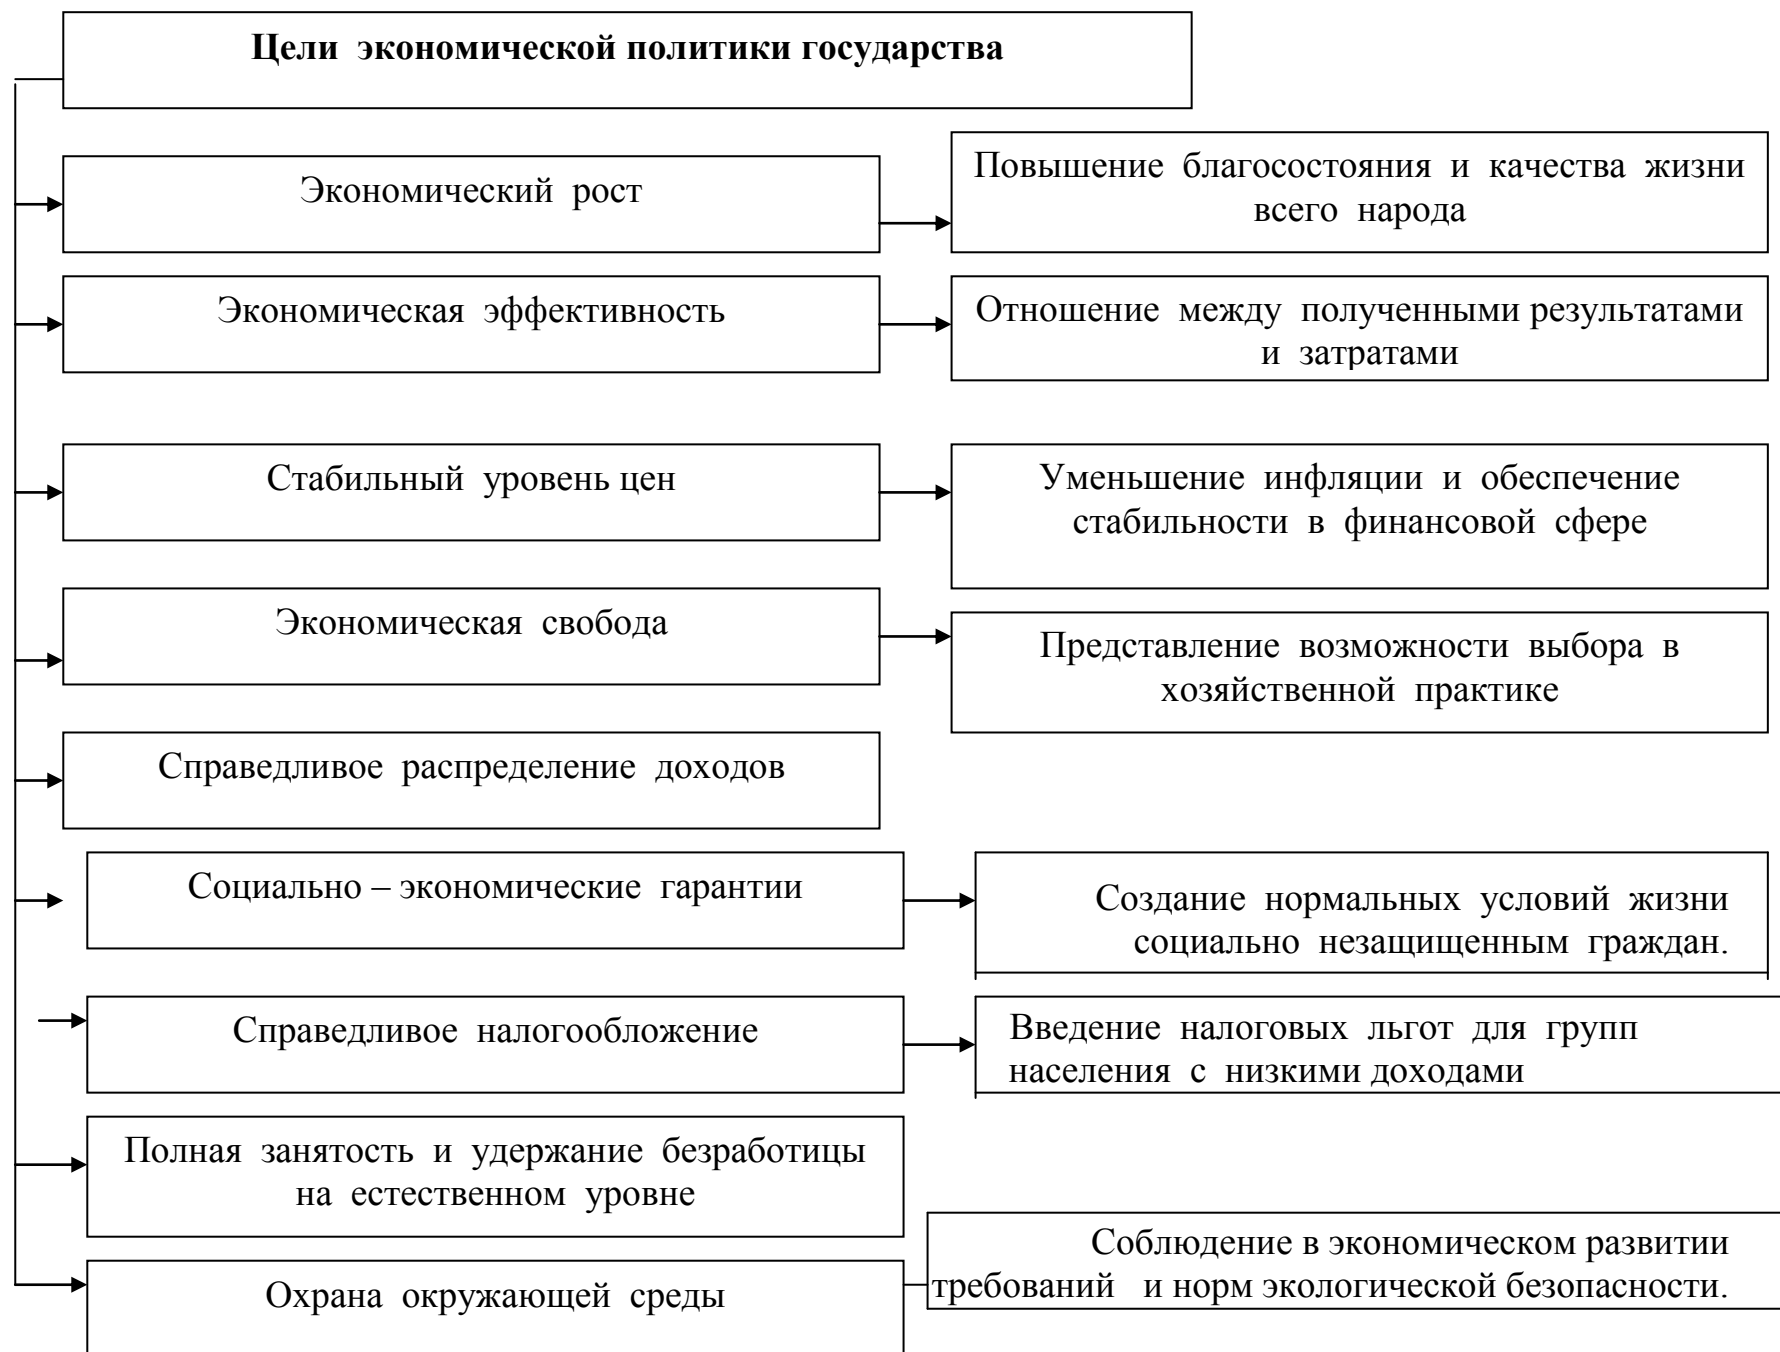 Цели экономической политики государства
Экономический рост
Повышение благосостояния и качества жизни
всего народа
Экономическая эффективность
Отношение между полученными результатами
и затратами
Стабильный уровень цен
Уменьшение инфляции и обеспечение
стабильности в финансовой сфере
Экономическая свобода
Представление возможности выбора в
хозяйственной практике
Справедливое распределение доходов
Социально – экономические гарантии
Создание нормальных условий жизни
социально незащищенным граждан.
Справедливое налогообложение
Введение налоговых льгот для групп
населения с низкими доходами
Полная занятость и удержание безработицы
на естественном уровне
Охрана окружающей среды
Соблюдение в экономическом развитии
требований и норм экологической безопасности.